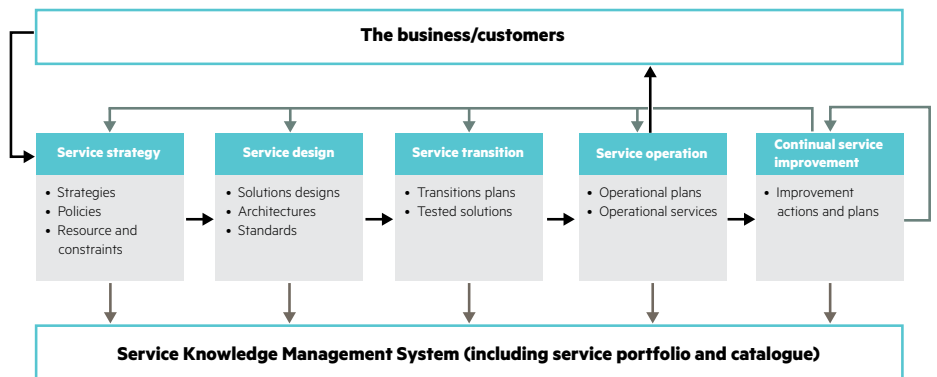 The business/customers
Service strategy
• Strategies
• Policies
• Resource and
constraints
Service design
• Solutions designs
• Architectures
• Standards
Service transition
• Transitions plans
• Tested solutions
Service operation
• Operational plans
• Operational services
Continual service
improvement
• Improvement
actions and plans
Service Knowledge Management System (including service portfolio and catalogue)